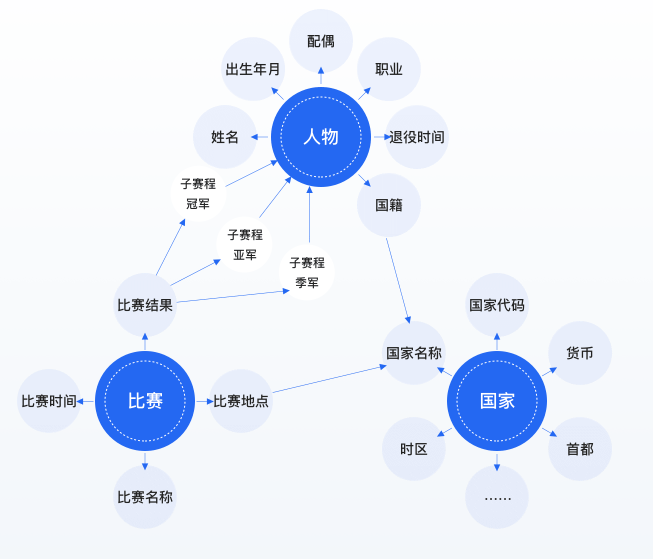 配偶
出生年月
职业
姓名
人物
退役时间
子赛程
冠军
国籍
子赛程
亚军
子赛程
季军
比赛结果
国家代码
国家名称
货币
比赛时间
比赛
比赛地点
国家
时区
首都
比赛名称
……